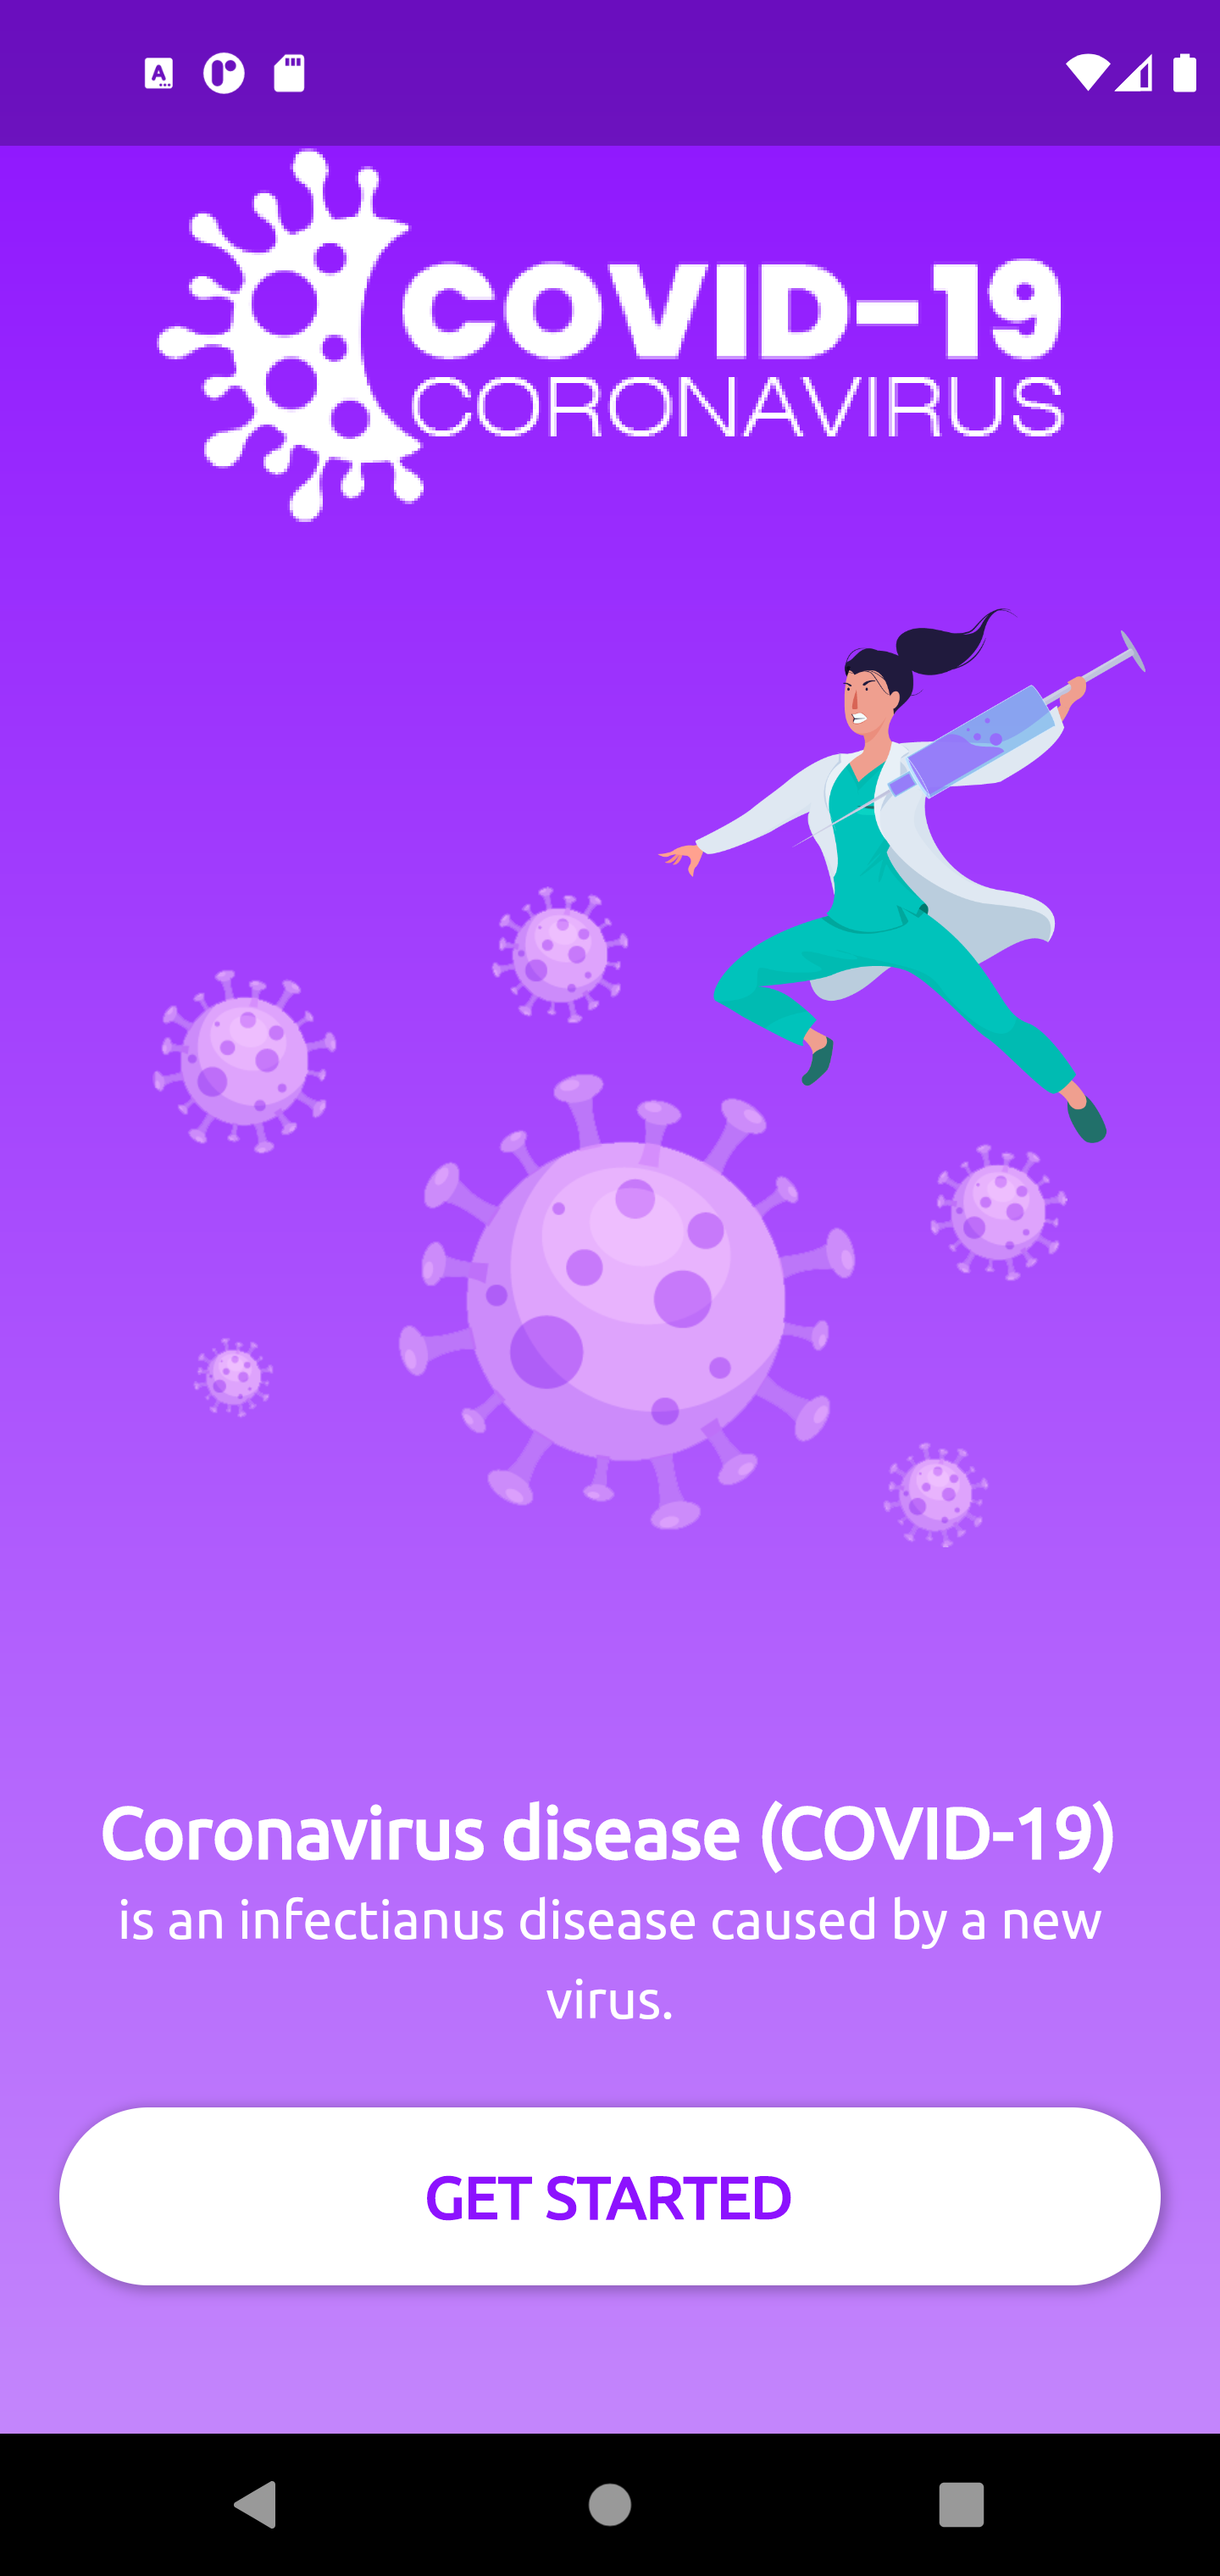 COVID-19
CORONAVIRUS
Coronavirus disease (COVID-19)
is an infectianus disease caused by a new
virus.
GET STARTED